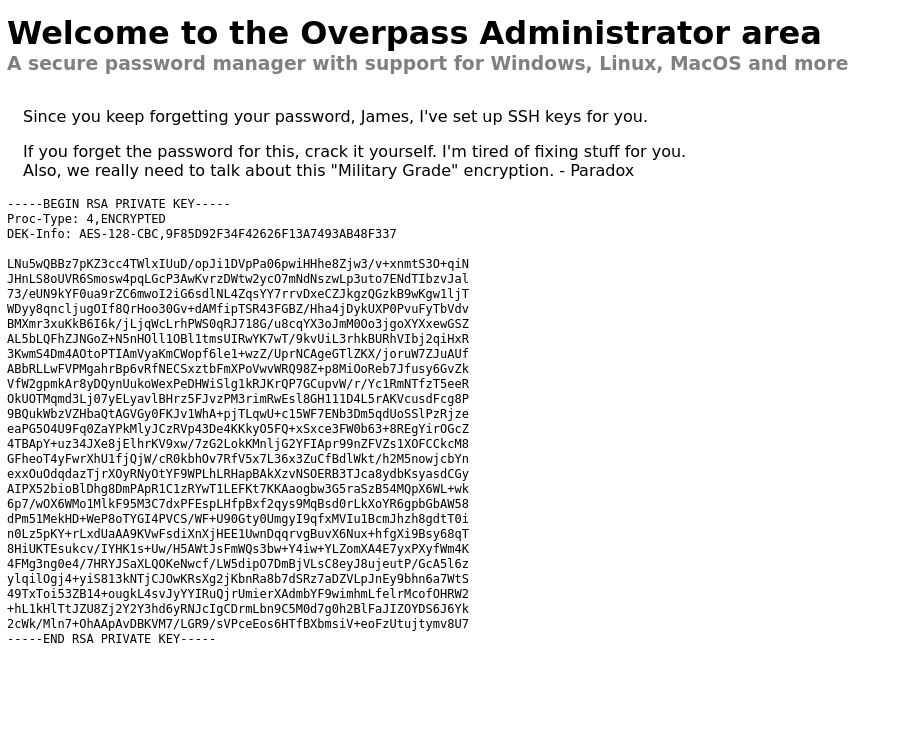 Welcome to the Overpass Administrator area
A secure password manager with support for Windows, Linux, MacOS and more
Since you keep forgetting your password, James, I've set up SSH keys for you.
If you forget the password for this, crack it yourself. I'm tired of fixing stuff for you.
Also, we really need to talk about this "Military Grade" encryption. - Paradox
-----BEGIN RSA PRIVATE KEY-----
Proc-Type: 4,ENCRYPTED
DEK-Info: AES-128-CBC,9F85D92F34F42626F13A7493AB48F337
LNu5wQBBz7pKZ3cc4TWlxIUuD/opJi1DVpPa06pwiHHhe8Zjw3/v+xnmtS3O+qiN
JHnLS8oUVR6Smosw4pqLGcP3AwKvrzDWtw2ycO7mNdNszwLp3uto7ENdTIbzvJal
73/eUN9kYF0ua9rZC6mwoI2iG6sdlNL4ZqsYY7rrvDxeCZJkgzQGzkB9wKgw1ljT
WDyy8qncljugOIf8QrHoo30Gv+dAMfipTSR43FGBZ/Hha4jDykUXP0PvuFyTbVdv
BMXmr3xuKkB6I6k/jLjqWcLrhPWS0qRJ718G/u8cqYX3oJmM0Oo3jgoXYXxewGSZ
AL5bLQFhZJNGoZ+N5nHOll1OBl1tmsUIRwYK7wT/9kvUiL3rhkBURhVIbj2qiHxR
3KwmS4Dm4AOtoPTIAmVyaKmCWopf6le1+wzZ/UprNCAgeGTlZKX/joruW7ZJuAUf
ABbRLLwFVPMgahrBp6vRfNECSxztbFmXPoVwvWRQ98Z+p8MiOoReb7Jfusy6GvZk
VfW2gpmkAr8yDQynUukoWexPeDHWiSlg1kRJKrQP7GCupvW/r/Yc1RmNTfzT5eeR
OkUOTMqmd3Lj07yELyavlBHrz5FJvzPM3rimRwEsl8GH111D4L5rAKVcusdFcg8P
9BQukWbzVZHbaQtAGVGy0FKJv1WhA+pjTLqwU+c15WF7ENb3Dm5qdUoSSlPzRjze
eaPG5O4U9Fq0ZaYPkMlyJCzRVp43De4KKkyO5FQ+xSxce3FW0b63+8REgYirOGcZ
4TBApY+uz34JXe8jElhrKV9xw/7zG2LokKMnljG2YFIApr99nZFVZs1XOFCCkcM8
GFheoT4yFwrXhU1fjQjW/cR0kbhOv7RfV5x7L36x3ZuCfBdlWkt/h2M5nowjcbYn
exxOuOdqdazTjrXOyRNyOtYF9WPLhLRHapBAkXzvNSOERB3TJca8ydbKsyasdCGy
AIPX52bioBlDhg8DmPApR1C1zRYwT1LEFKt7KKAaogbw3G5raSzB54MQpX6WL+wk
6p7/wOX6WMo1MlkF95M3C7dxPFEspLHfpBxf2qys9MqBsd0rLkXoYR6gpbGbAW58
dPm51MekHD+WeP8oTYGI4PVCS/WF+U90Gty0UmgyI9qfxMVIu1BcmJhzh8gdtT0i
n0Lz5pKY+rLxdUaAA9KVwFsdiXnXjHEE1UwnDqqrvgBuvX6Nux+hfgXi9Bsy68qT
8HiUKTEsukcv/IYHK1s+Uw/H5AWtJsFmWQs3bw+Y4iw+YLZomXA4E7yxPXyfWm4K
4FMg3ng0e4/7HRYJSaXLQOKeNwcf/LW5dipO7DmBjVLsC8eyJ8ujeutP/GcA5l6z
ylqilOgj4+yiS813kNTjCJOwKRsXg2jKbnRa8b7dSRz7aDZVLpJnEy9bhn6a7WtS
49TxToi53ZB14+ougkL4svJyYYIRuQjrUmierXAdmbYF9wimhmLfelrMcofOHRW2
+hL1kHlTtJZU8Zj2Y2Y3hd6yRNJcIgCDrmLbn9C5M0d7g0h2BlFaJIZOYDS6J6Yk
2cWk/Mln7+OhAApAvDBKVM7/LGR9/sVPceEos6HTfBXbmsiV+eoFzUtujtymv8U7
-----END RSA PRIVATE KEY-----